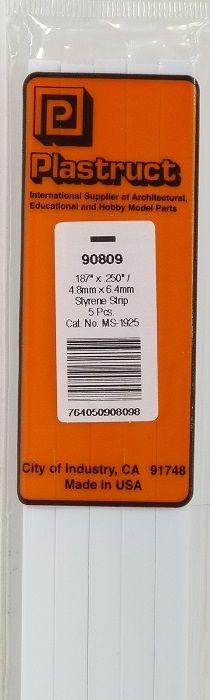 P
Plastruct
International Supplier of Architectural,
Educational and Hobby Model Parts
90809
.187" x .250" /
4.8mm x 6.4mm
Styrene Strip
5 Pcs.
Cat. No. MS-1925
764050908098
City of Industry, CA 91748
Made in USA